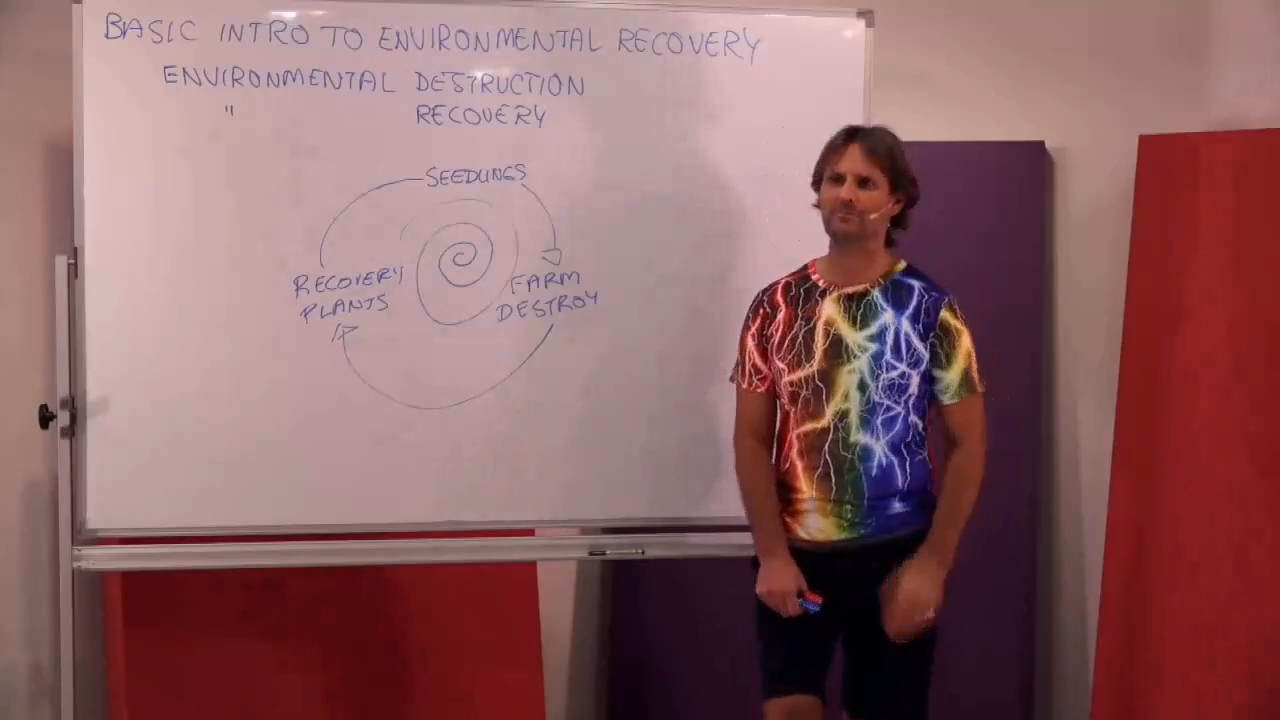 BASIC INTRO TO ENVIRONMENTAL RECOVERY
ENVIRONMENTAL DESTRUCTION
" RECOVERY
SEEDLINGS
RECOVERY
PLANTS
FARM
DESTROY